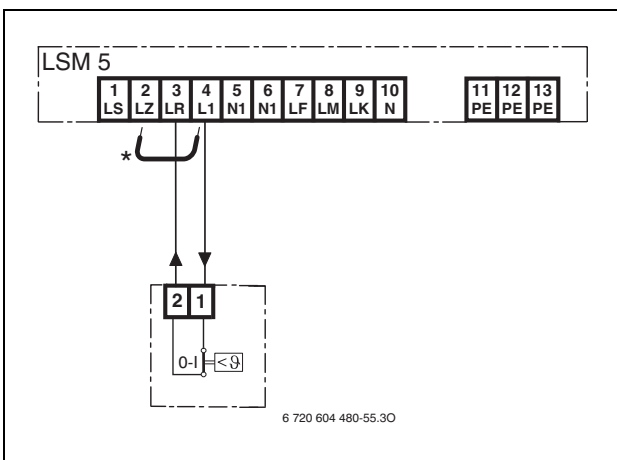 LSM 5
1 2 3 4 5 6 7 8 9 10 11 12 13
LS LZ LR L1 N1 N1 LF LM LK N PE PE PE
*
2 1
0-I <ϑ
6 720 604 480-55.3O